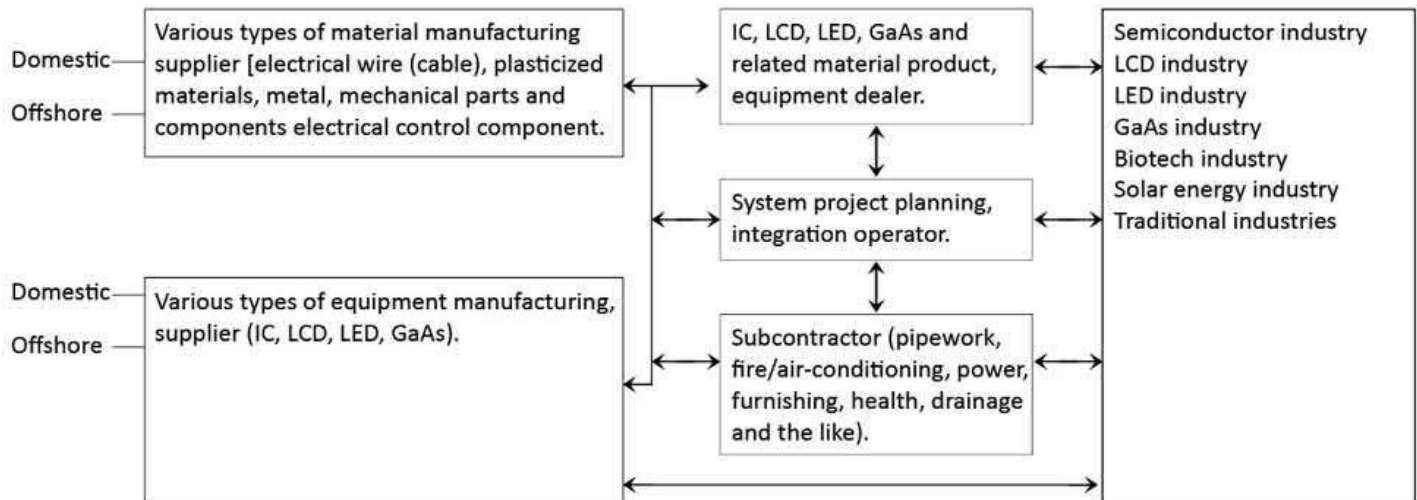 Domestic
Offshore
Various types of material manufacturing
supplier [electrical wire (cable), plasticized
materials, metal, mechanical parts and
components electrical control component.
IC, LCD, LED, GaAs and
related material product,
equipment dealer.
Semiconductor industry
LCD industry
LED industry
GaAs industry
Biotech industry
Solar energy industry
Traditional industries
System project planning,
integration operator.
Domestic
Offshore
Various types of equipment manufacturing,
supplier (IC, LCD, LED, GaAs).
Subcontractor (pipework,
fire/air-conditioning, power,
furnishing, health, drainage
and the like).